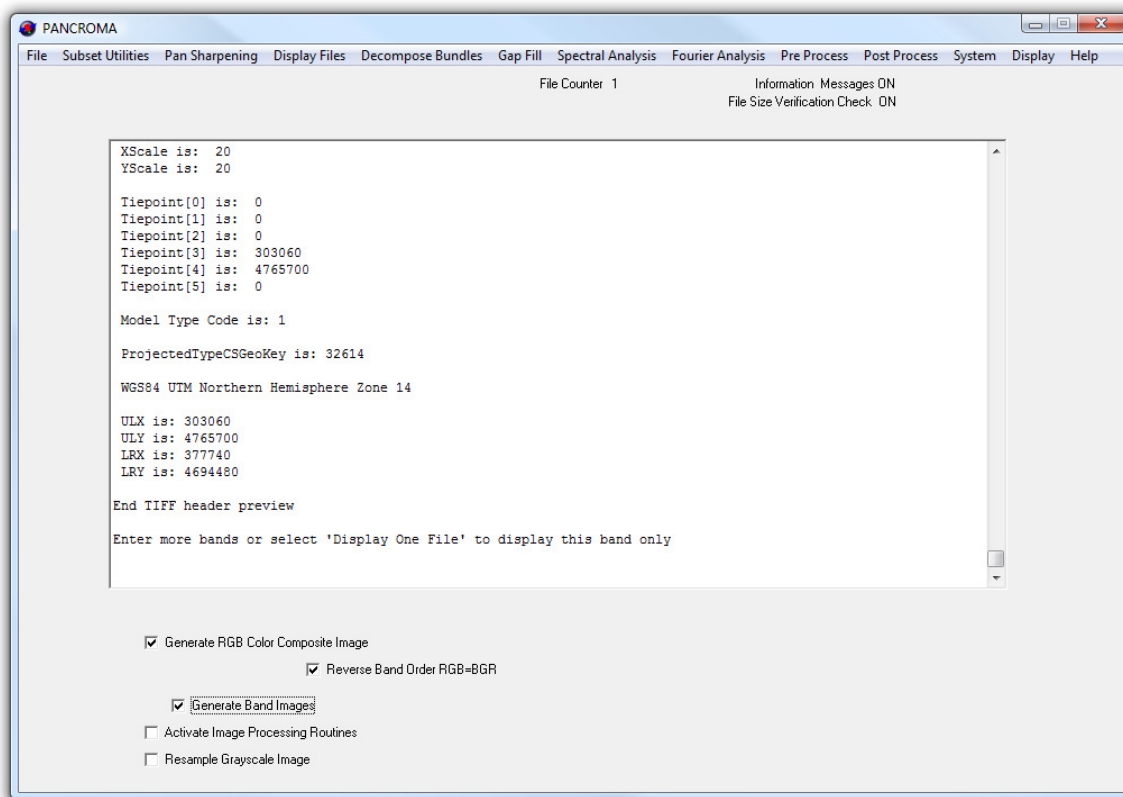 PANCROMA
File Subset Utilities Pan Sharpening Display Files Decompose Bundles Gap Fill Spectral Analysis Fourier Analysis Pre Process Post Process System Display Help
File Counter 1 Information Messages ON
File Size Verification Check ON
XScale is: 20
YScale is: 20
Tiepoint[0] is: 0
Tiepoint[1] is: 0
Tiepoint[2] is: 0
Tiepoint[3] is: 303060
Tiepoint[4] is: 4765700
Tiepoint[5] is: 0
Model Type Code is: 1
ProjectedTypeCSGeoKey is: 32614
WGS84 UTM Northern Hemisphere Zone 14
ULX is: 303060
ULY is: 4765700
LRX is: 377740
LRY is: 4694480
End TIFF header preview
Enter more bands or select 'Display One File' to display this band only
Generate RGB Color Composite Image
Reverse Band Order RGB=BGR
Generate Band Images
Activate Image Processing Routines
Resample Grayscale Image